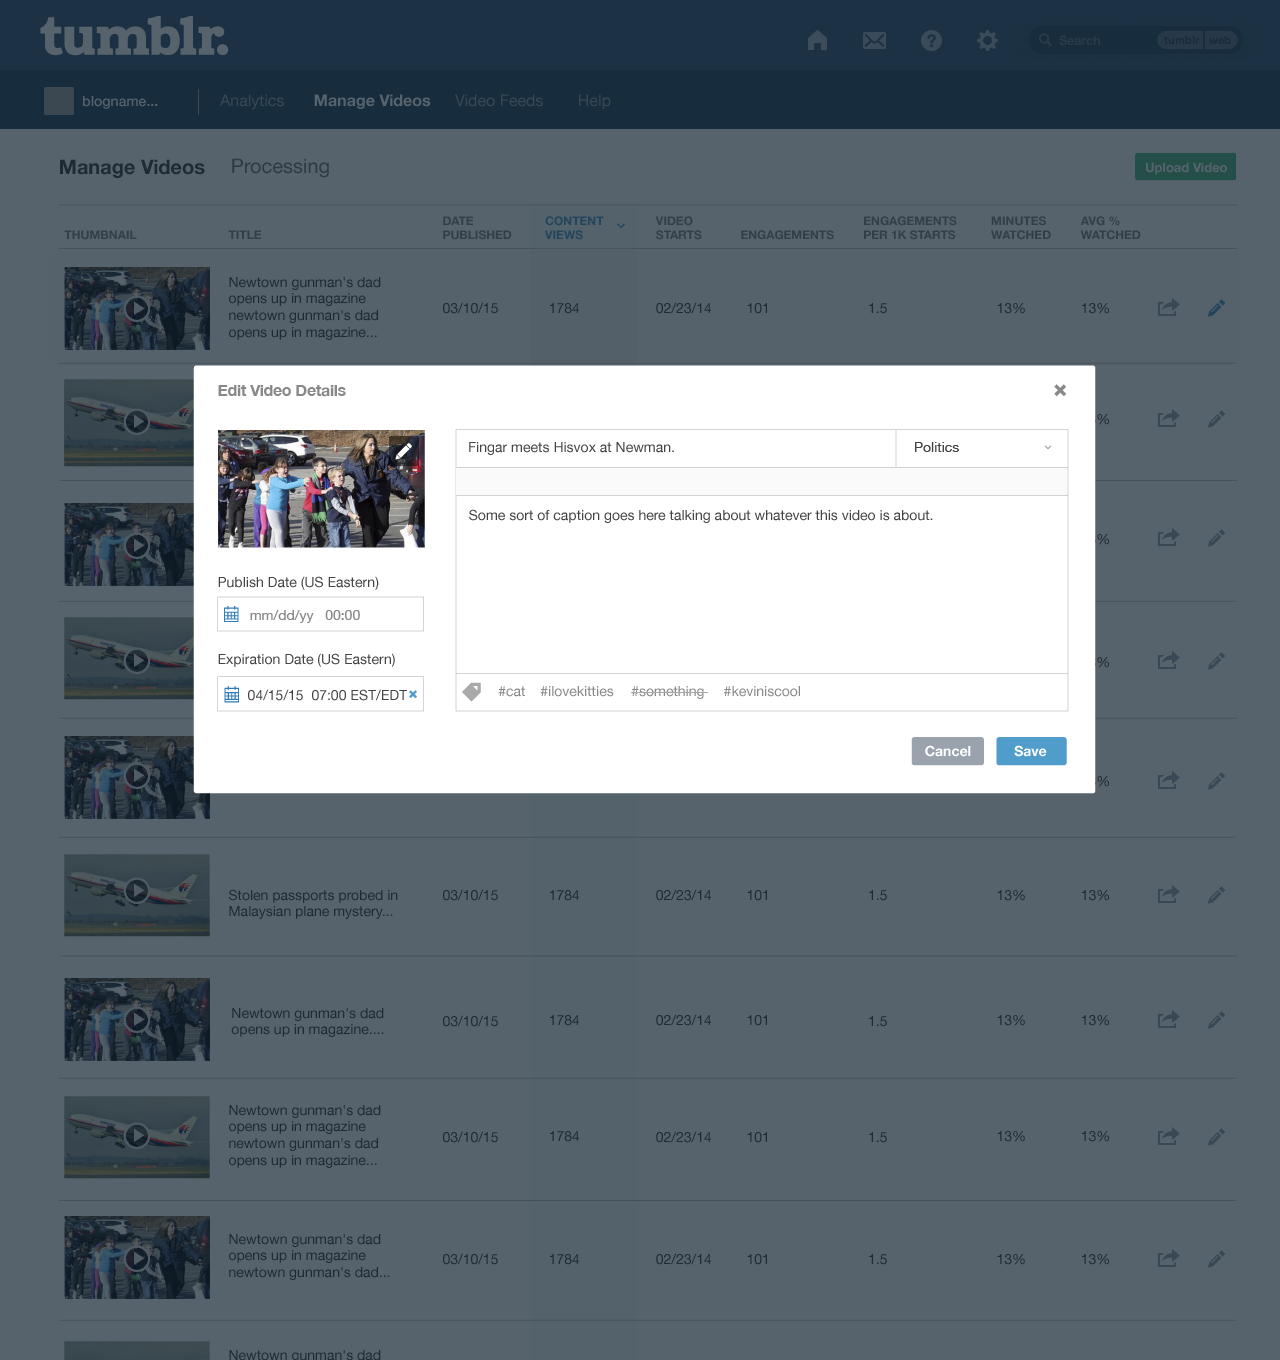 tumblr.
Search
tumblr
web
blogname...
Analytics
Manage Videos
Video Feeds
Help
Manage Videos
Processing
Upload Video
THUMBNAIL
TITLE
DATE
PUBLISHED
CONTENT
VIEWS
VIDEO
STARTS
ENGAGEMENTS
ENGAGEMENTS
PER 1K STARTS
MINUTES
WATCHED
AVG %
WATCHED
Newtown gunman's dad
opens up in magazine
newtown gunman's dad
opens up in magazine...
03/10/15
1784
02/23/14
101
1.5
13%
13%
Edit Video Details
Fingar meets Hisvox at Newman.
Politics
Some sort of caption goes here talking about whatever this video is about.
Publish Date (US Eastern)
mm/dd/yy 00:00
Expiration Date (US Eastern)
04/15/15 07:00 EST/EDT
#cat #ilovekitties #something #keviniscool
Cancel
Save
%
%
%
%
Stolen passports probed in
Malaysian plane mystery...
03/10/15
1784
02/23/14
101
1.5
13%
13%
Newtown gunman's dad
opens up in magazine....
03/10/15
1784
02/23/14
101
1.5
13%
13%
Newtown gunman's dad
opens up in magazine
newtown gunman's dad
opens up in magazine...
03/10/15
1784
02/23/14
101
1.5
13%
13%
Newtown gunman's dad
opens up in magazine
newtown gunman's dad...
03/10/15
1784
02/23/14
101
1.5
13%
13%
Newtown gunman's dad